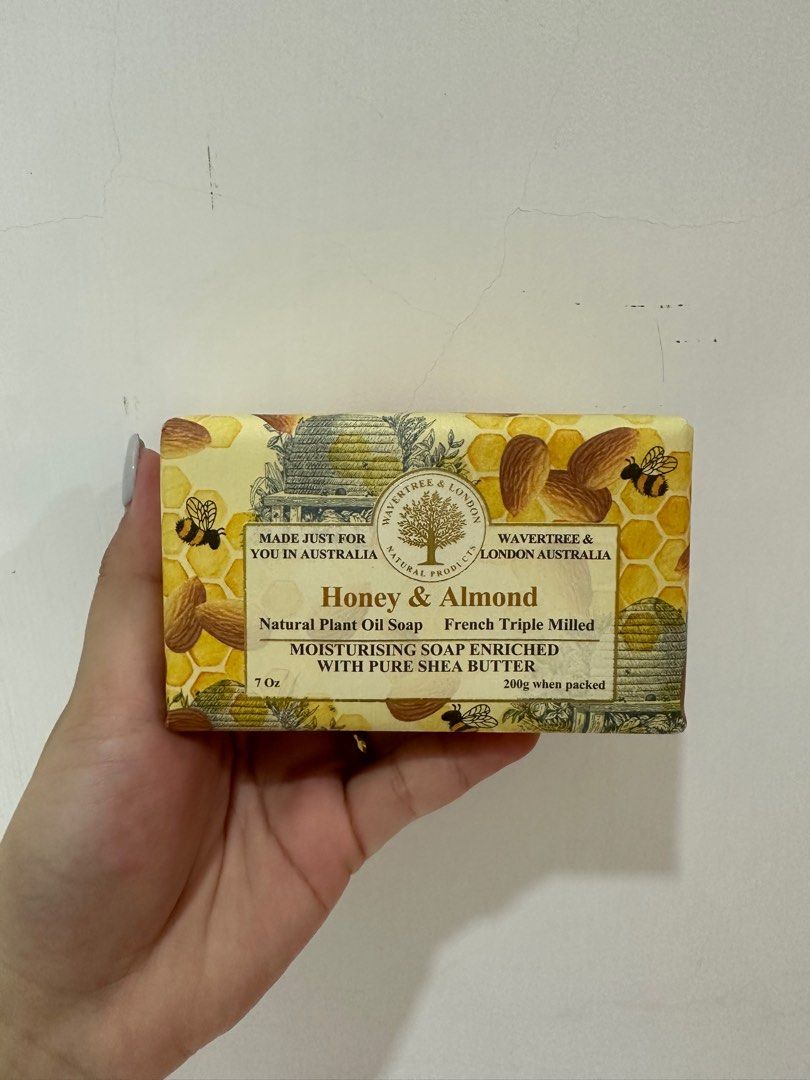 WAVERTREE & LONDON
NATURAL PRODUCTS
MADE JUST FOR
YOU IN AUSTRALIA
WAVERTREE &
LONDON AUSTRALIA
Honey & Almond
Natural Plant Oil Soap French Triple Milled
MOISTURISING SOAP ENRICHED
WITH PURE SHEA BUTTER
7 Oz 200g when packed